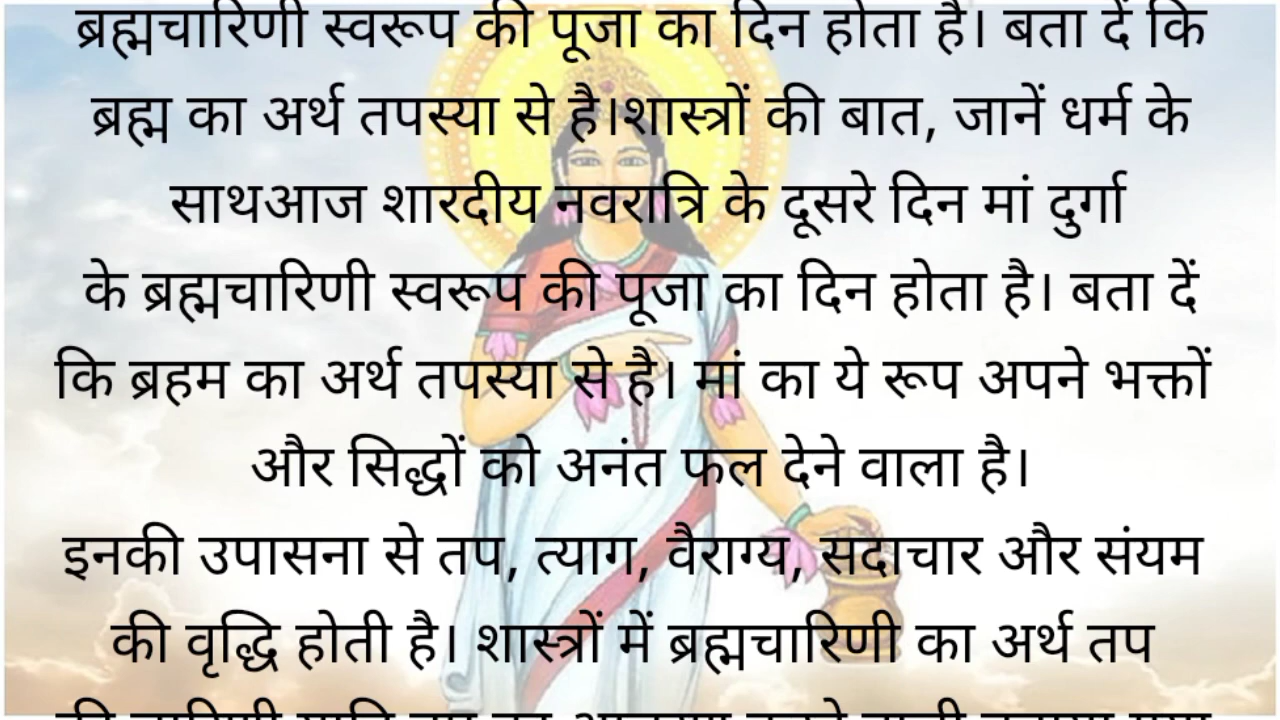 ब्रह्मचारिणी स्वरूप की पूजा का दिन होता है। बता दें कि
ब्रह्म का अर्थ तपस्या से है।शास्त्रों की बात, जानें धर्म के
साथआज शारदीय नवरात्रि के दूसरे दिन मां दुर्गा
के ब्रह्मचारिणी स्वरूप की पूजा का दिन होता है। बता दें
कि ब्रहम का अर्थ तपस्या से है। मां का ये रूप अपने भक्तों
और सिद्धों को अनंत फल देने वाला है।
इनकी उपासना से तप, त्याग, वैराग्य, सदाचार और संयम
की वृद्धि होती है। शास्त्रों में ब्रह्मचारिणी का अर्थ तप